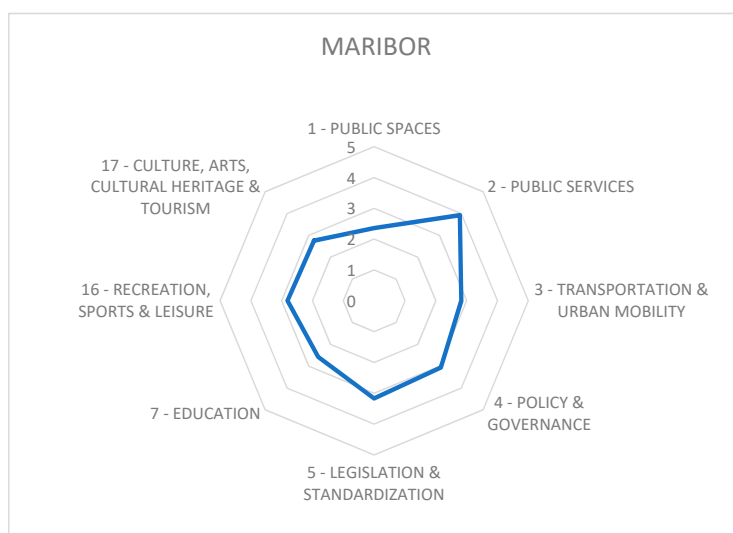 MARIBOR
1 - PUBLIC SPACES
2 - PUBLIC SERVICES
3 - TRANSPORTATION &
URBAN MOBILITY
4 - POLICY &
GOVERNANCE
5 - LEGISLATION &
STANDARDIZATION
7 - EDUCATION
16 - RECREATION,
SPORTS & LEISURE
17 - CULTURE, ARTS,
CULTURAL HERITAGE &
TOURISM
5
4
3
2
1
0